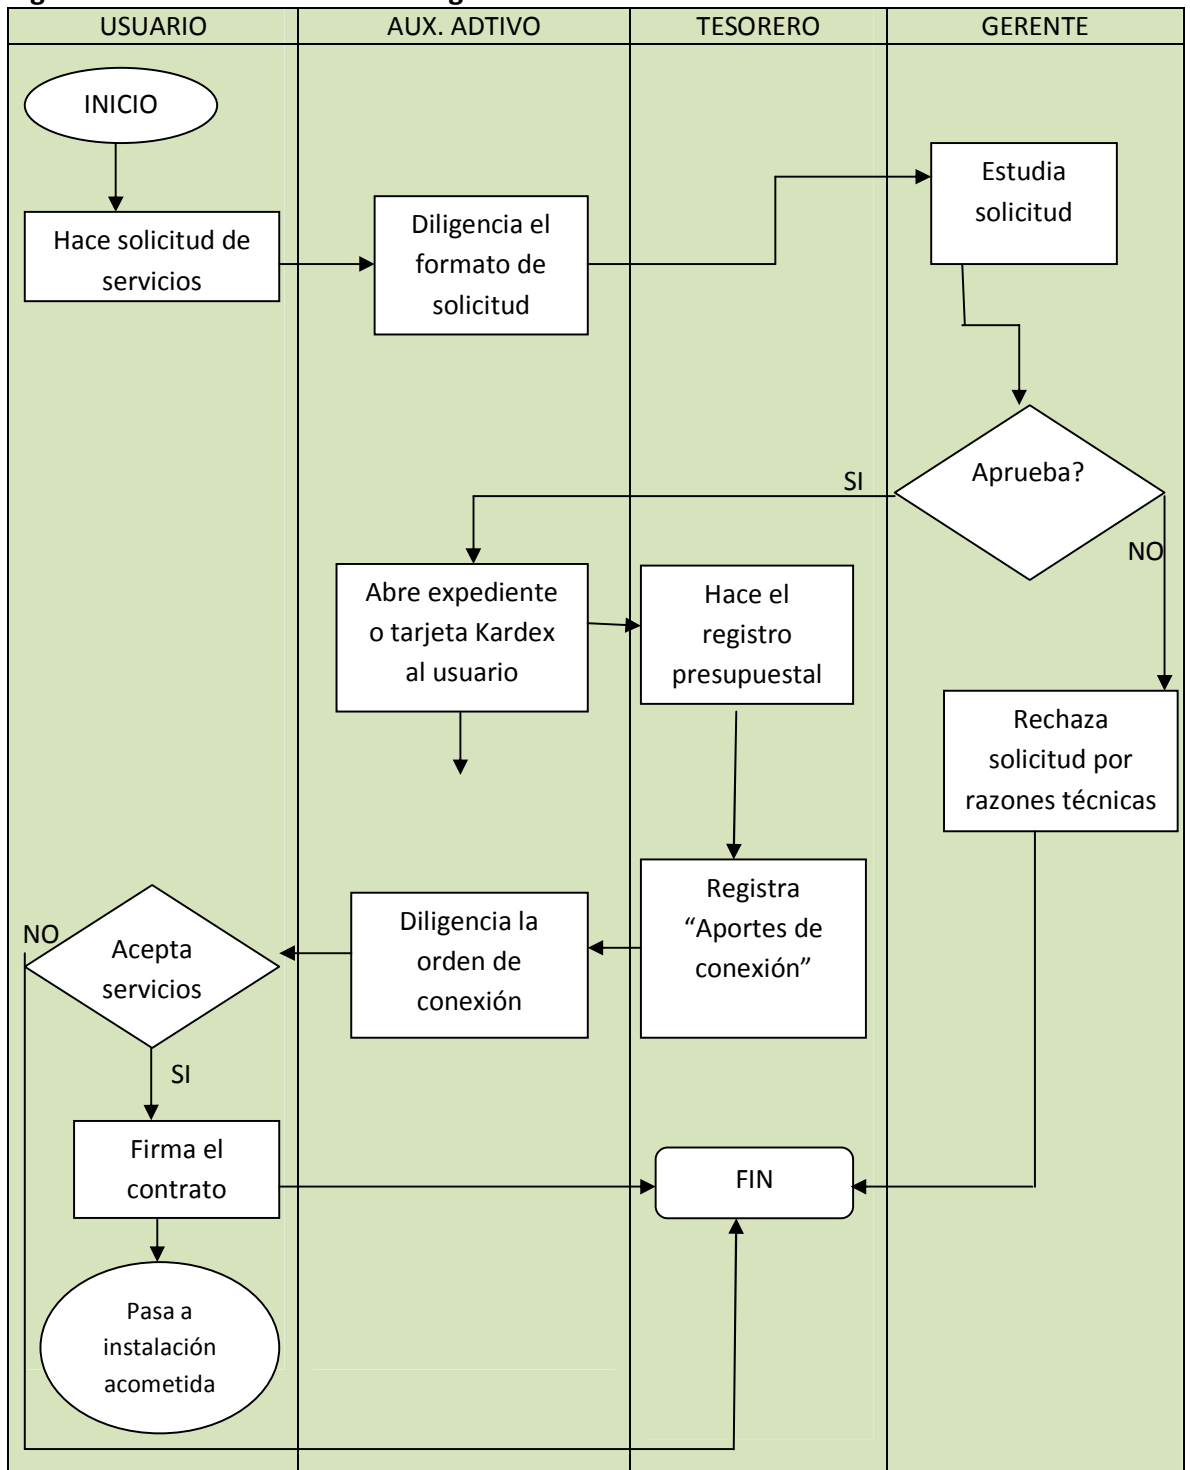 USUARIO
AUX. ADTIVO
TESORERO
GERENTE
INICIO
Estudia
solicitud
Hace solicitud de
servicios
Diligencia el
formato de
solicitud
Aprueba?
SI
NO
Abre expediente
o tarjeta Kardex
al usuario
Hace el
registro
presupuestal
Rechaza
solicitud por
razones técnicas
Registra
“Aportes de
conexión”
Diligencia la
orden de
conexión
NO
Acepta
servicios
SI
Firma el
contrato
FIN
Pasa a
instalación
acometida